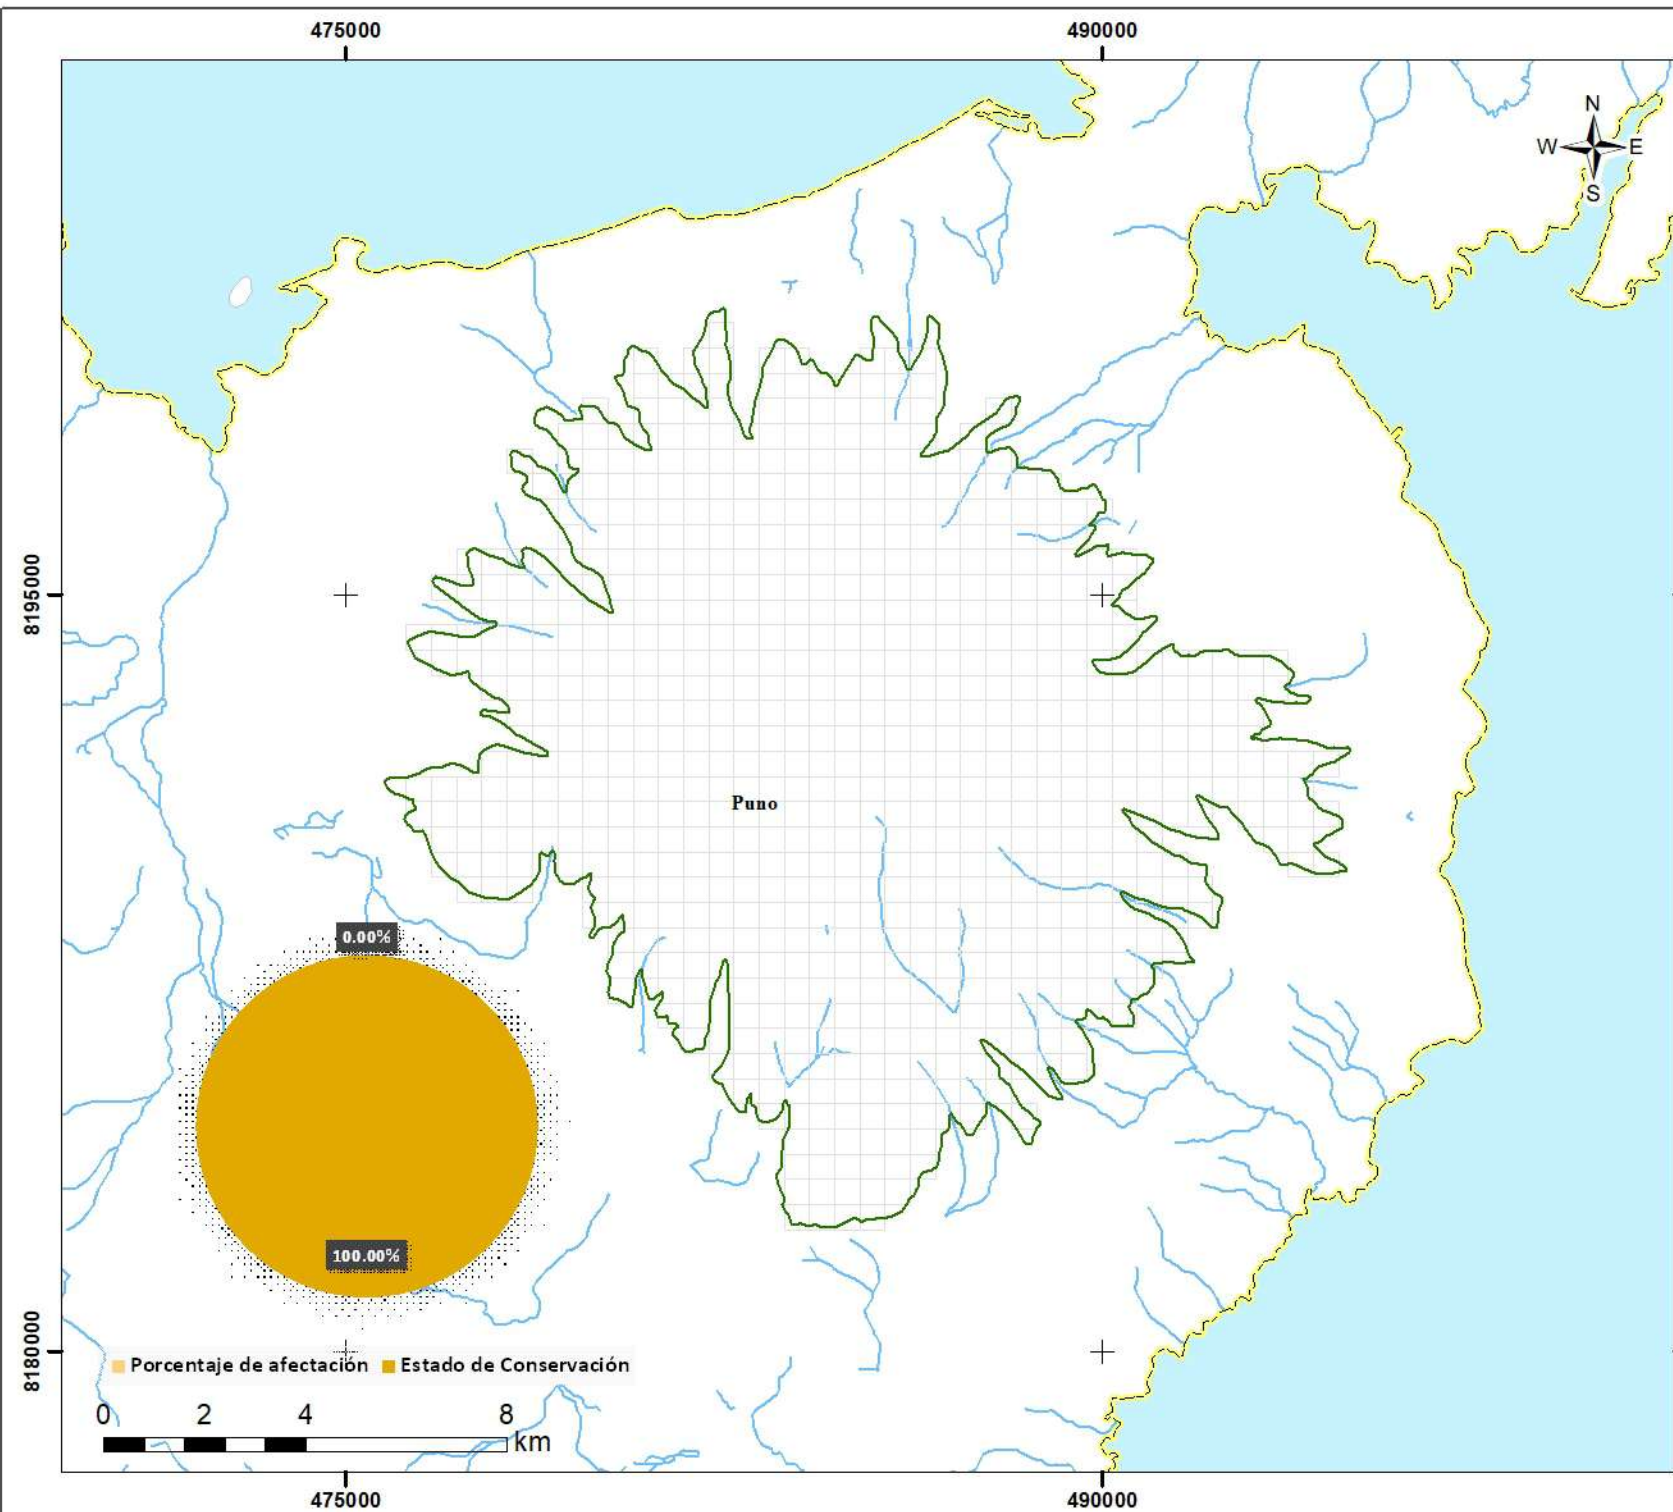 475000 490000
N
W E
S
8195000
Puno
0.00%
100.00%
8180000
Porcentaje de afectación Estado de Conservación
0 2 4 8
km
475000 490000